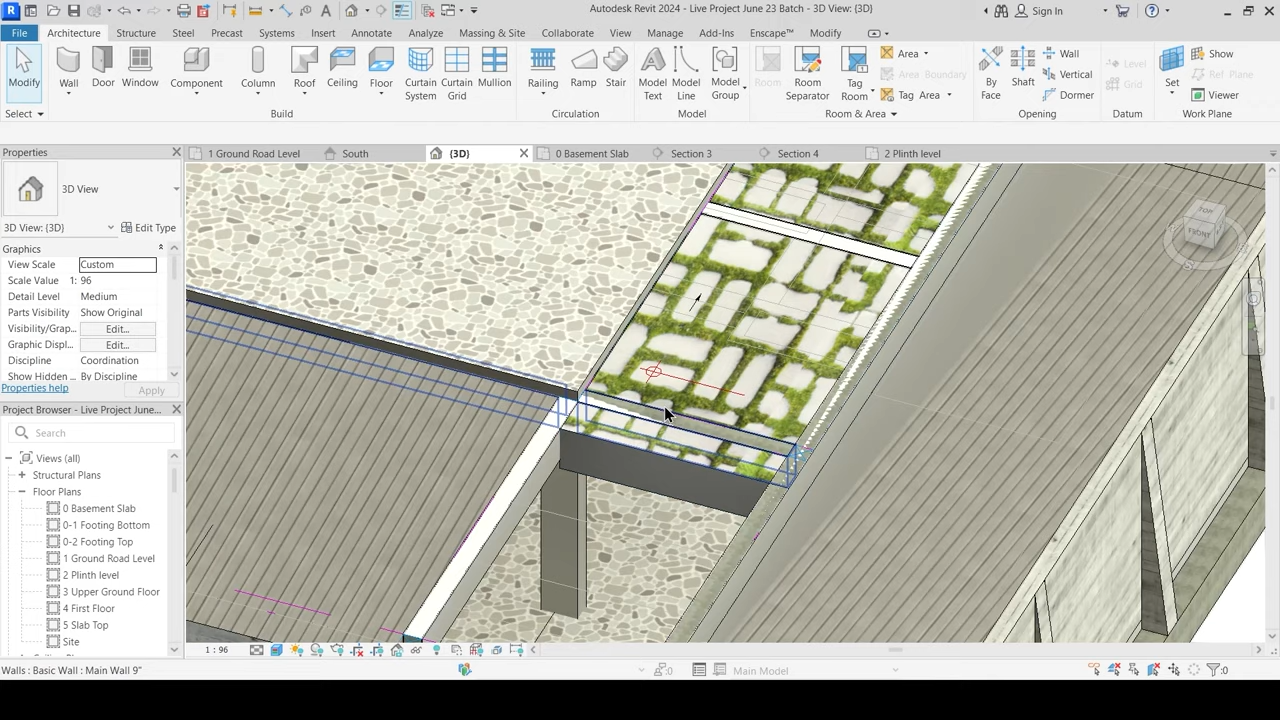 Autodesk Revit 2024 - Live Project June 23 Batch - 3D View: {3D}
Sign In
File Architecture Structure Steel Precast Systems Insert Annotate Analyze Massing & Site Collaborate View Manage Add-Ins Enscape™ Modify
Modify Wall Door Window Component Column Roof Ceiling Floor Curtain System Curtain Grid Mullion Railing Ramp Stair Model Text Model Line Model Group Room Room Separator Tag Room Area Area Boundary Tag Area By Face Shaft Wall Vertical Dormer Level Grid Set Show Ref Plane Viewer
Select Build Circulation Model Room & Area Opening Datum Work Plane
Properties
1 Ground Road Level South {3D} 0 Basement Slab Section 3 Section 4 2 Plinth level
3D View
3D View: {3D} Edit Type
Graphics
View Scale Custom
Scale Value 1: 96
Detail Level Medium
Parts Visibility Show Original
Visibility/Grap... Edit...
Graphic Displ... Edit...
Discipline Coordination
Show Hidden ... By Discipline
Properties help Apply
Project Browser - Live Project June...
Search
Views (all)
Structural Plans
Floor Plans
0 Basement Slab
0-1 Footing Bottom
0-2 Footing Top
1 Ground Road Level
2 Plinth level
3 Upper Ground Floor
4 First Floor
5 Slab Top
Site
TOP
FRONT
1 : 96
Walls : Basic Wall : Main Wall 9"
:0
Main Model
:0